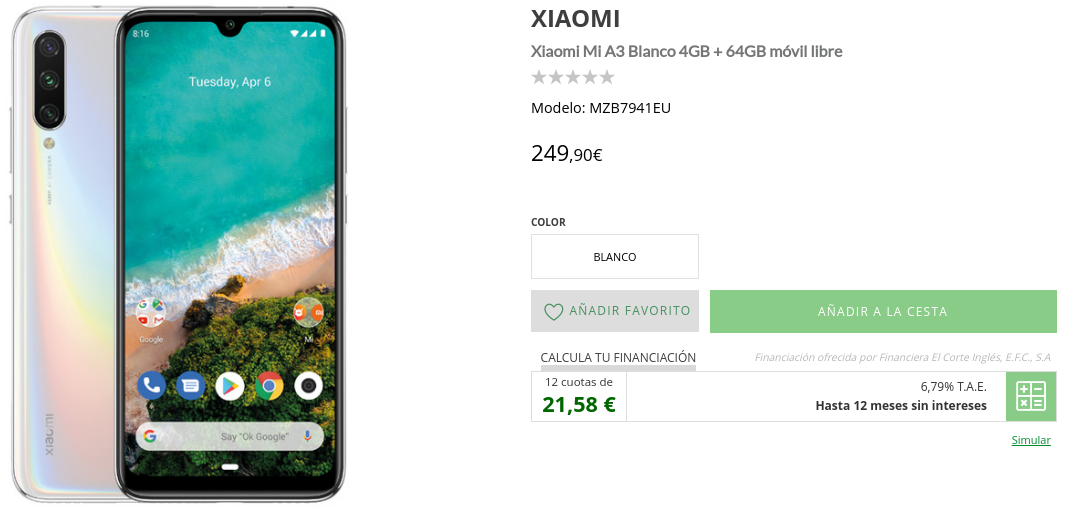 8:16
Tuesday, Apr 6
Google
Mi
Say "Ok Google"
XIAOMI
XIAOMI
Xiaomi Mi A3 Blanco 4GB + 64GB móvil libre
Modelo: MZB7941EU
249,90€
COLOR
BLANCO
AÑADIR FAVORITO
AÑADIR A LA CESTA
CALCULA TU FINANCIACIÓN
Financiación ofrecida por Financiera El Corte Inglés, E.F.C., S.A
12 cuotas de
21,58 €
6,79% T.A.E.
Hasta 12 meses sin intereses
Simular